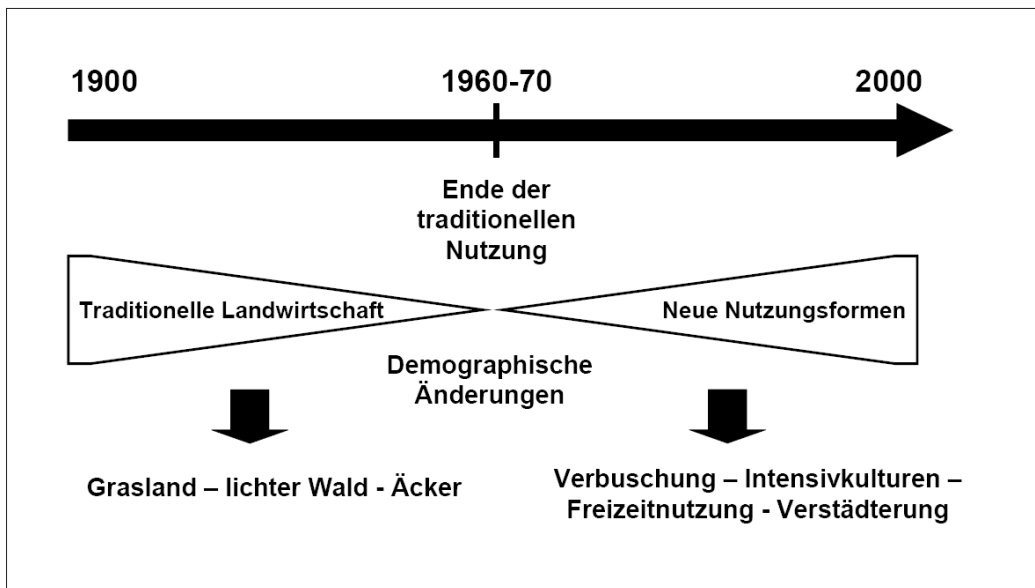 1900 1960-70 2000
Ende der
traditionellen
Nutzung
Traditionelle Landwirtschaft
Neue Nutzungsformen
Demographische
Änderungen
Grasland – lichter Wald - Äcker
Verbuschung – Intensivkulturen –
Freizeitnutzung - Verstädterung